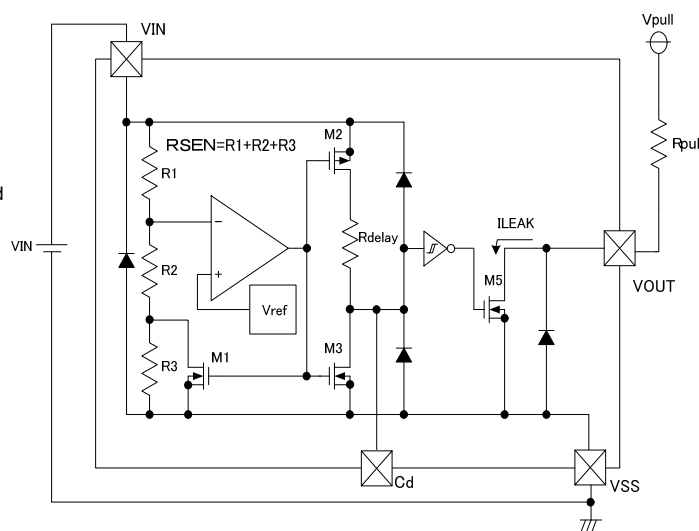 Vpull
VIN
RSEN=R1+R2+R3
M2
R1
Rpul
d
ILEAK
Rdelay
VIN
R2
M5
VOUT
Vref
M1
M3
R3
Cd
VSS